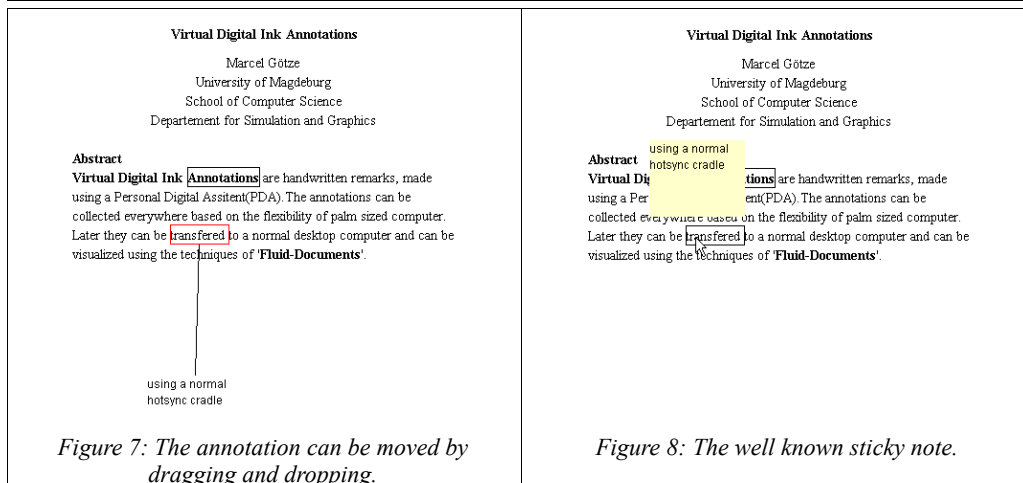 Virtual Digital Ink Annotations
Marcel Götze
University of Magdeburg
School of Computer Science
Departement for Simulation and Graphics
Abstract
Virtual Digital Ink Annotations are handwritten remarks, made
using a Personal Digital Assitent(PDA). The annotations can be
collected everywhere based on the flexibility of palm sized computer.
Later they can be transfered to a normal desktop computer and can be
visualized using the techniques of 'Fluid-Documents'.
using a normal
hotsync cradle
Figure 7: The annotation can be moved by
dragging and dropping.
Virtual Digital Ink Annotations
Marcel Götze
University of Magdeburg
School of Computer Science
Departement for Simulation and Graphics
using a normal
hotsync cradle
Abstract
Virtual Dig tions are handwritten remarks, made
using a Per ent(PDA). The annotations can be
collected everywhere based on the flexibility of palm sized computer.
Later they can be transfered to a normal desktop computer and can be
visualized using the techniques of 'Fluid-Documents'.
Figure 8: The well known sticky note.